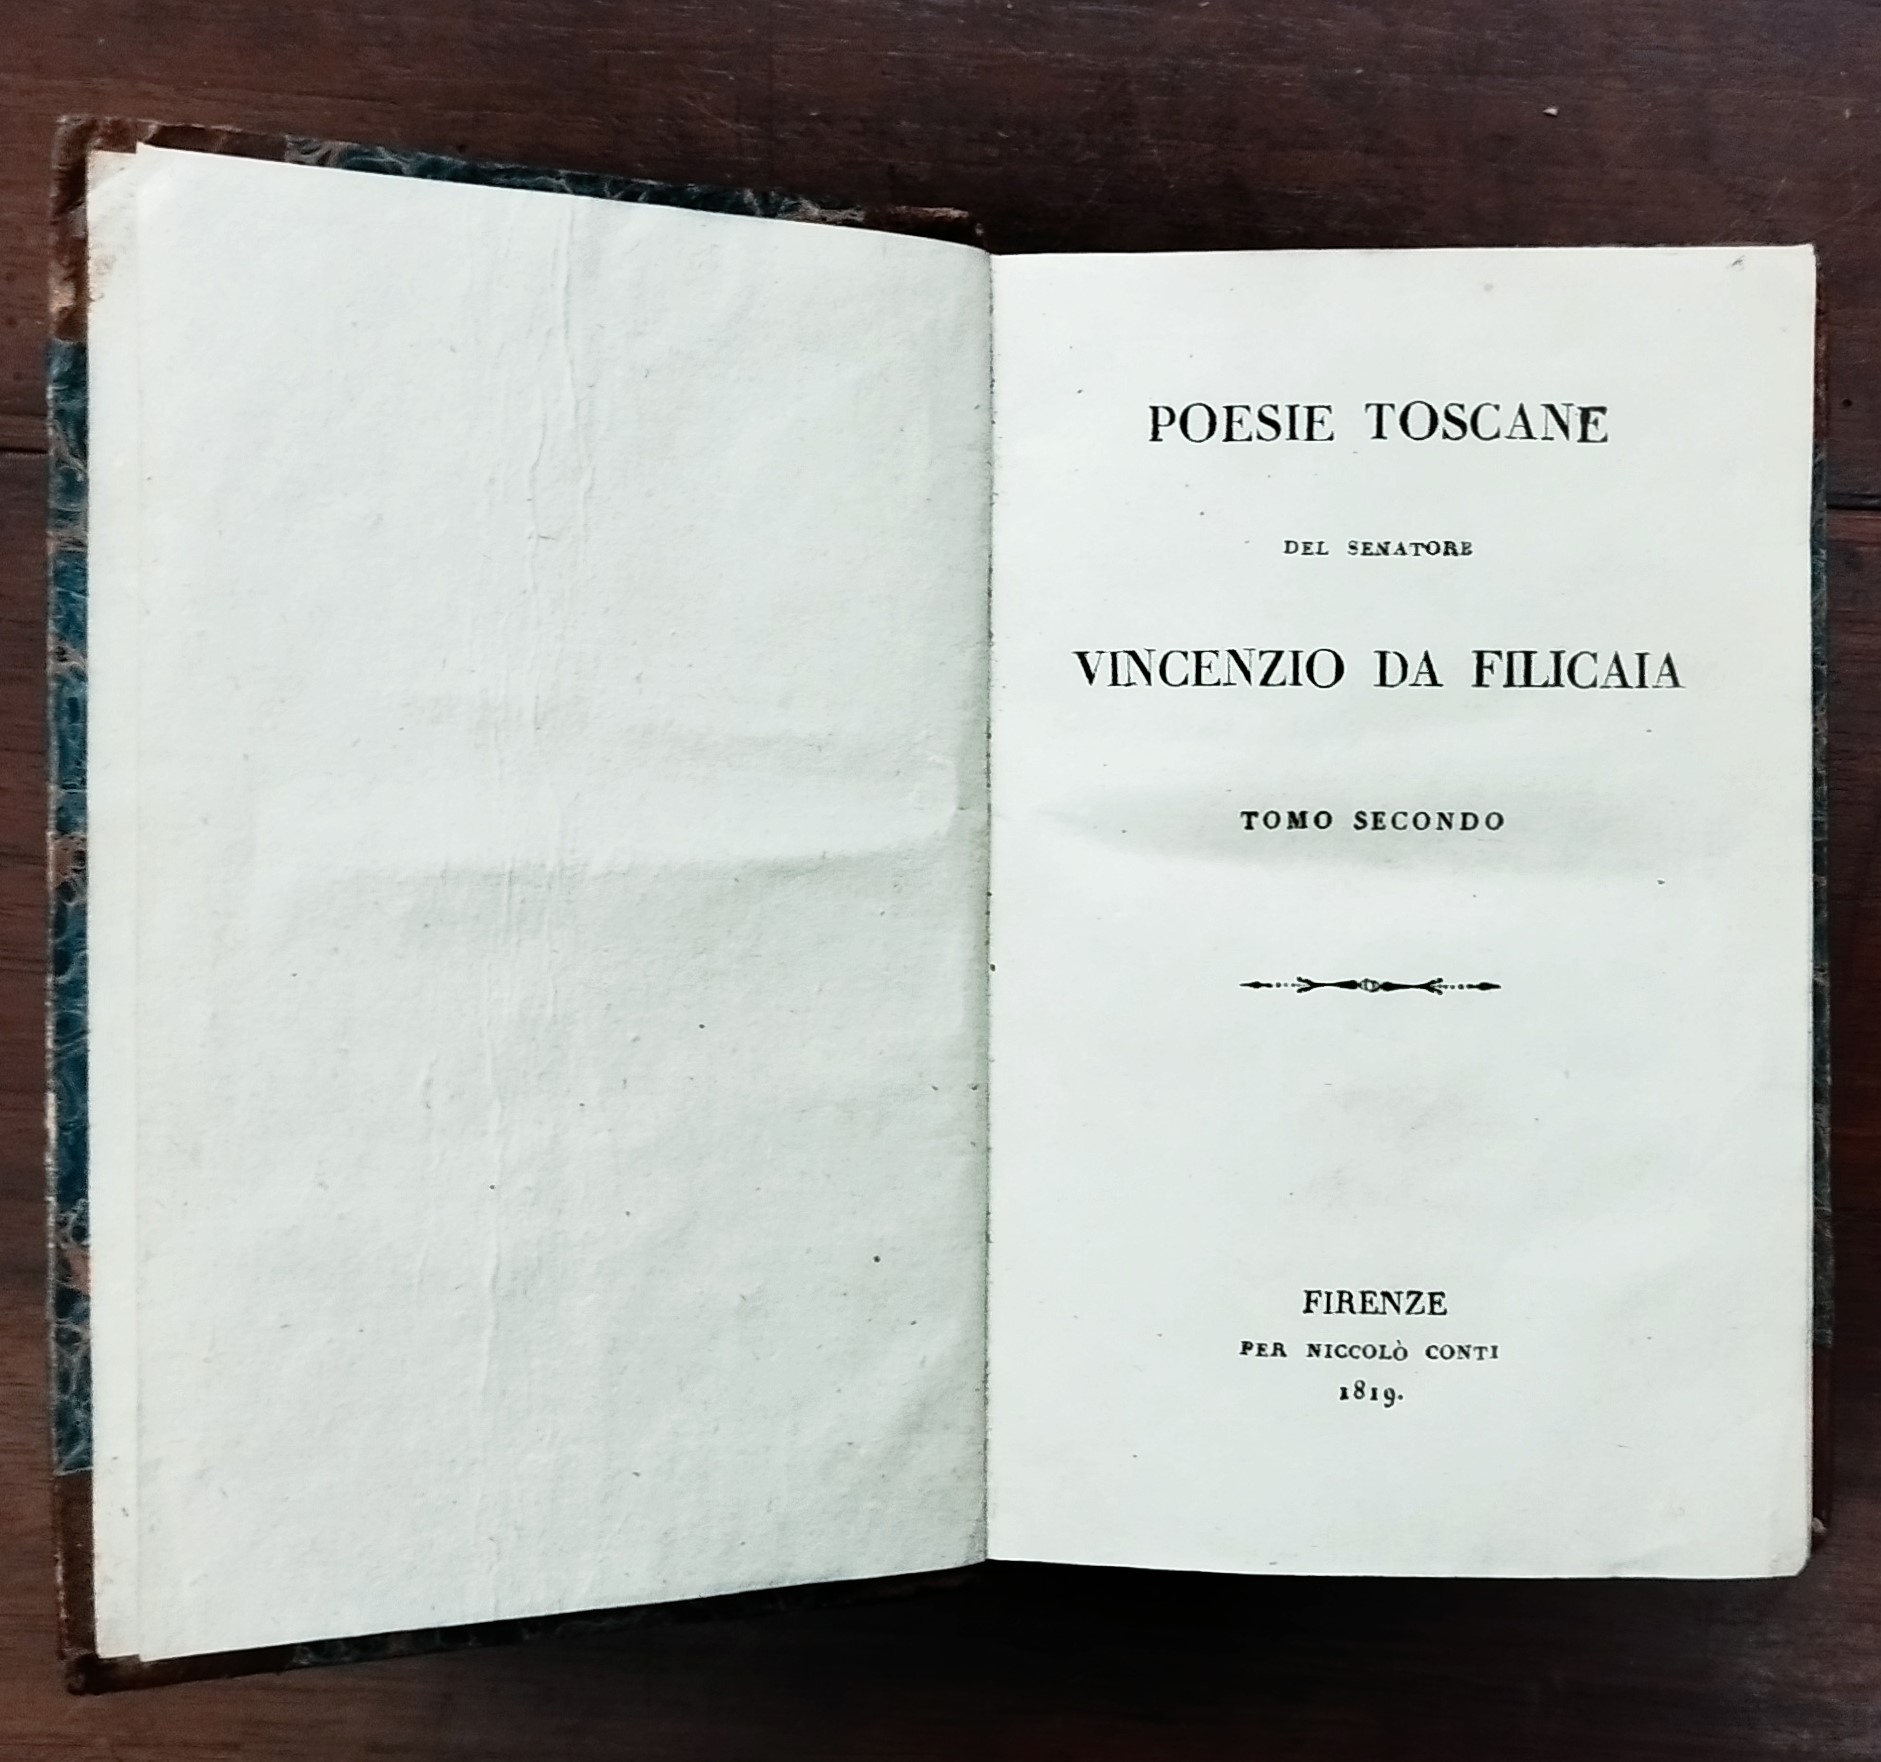 POESIE TOSCANE
DEL SENATORE
VINCENZIO DA FILICAIA
TOMO SECONDO
FIRENZE
PER NICCOLÒ CONTI
1819.